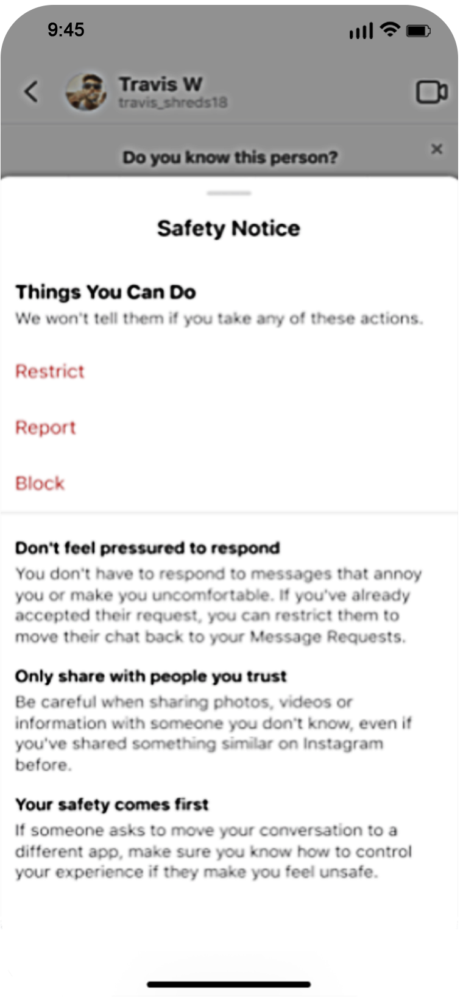 9:45
Travis W
travis_shreds18
Do you know this person?
Safety Notice
Things You Can Do
We won't tell them if you take any of these actions.
Restrict
Report
Block
Don't feel pressured to respond
You don't have to respond to messages that annoy
you or make you uncomfortable. If you've already
accepted their request, you can restrict them to
move their chat back to your Message Requests.
Only share with people you trust
Be careful when sharing photos, videos or
information with someone you don't know, even if
you've shared something similar on Instagram
before.
Your safety comes first
If someone asks to move your conversation to a
different app, make sure you know how to control
your experience if they make you feel unsafe.